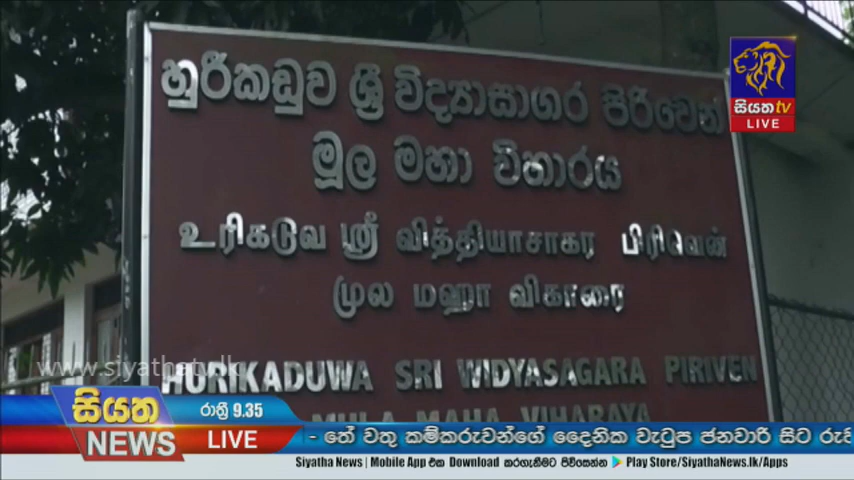 හුරිකඩුව ශ්‍රී විද්‍යාසාගර පිරිවෙන්
මූල මහා විහාරය
உரிகடுவ ஸ்ரீ வித்தியாசாகர பிரிவென்
முல மஹா விகாரை
HURIKADUWA SRI WIDYASAGARA PIRIVEN
MULA MAHA VIHARAYA
සියත tv
LIVE
www.siyathatv.lk
සියත
NEWS
රාත්‍රී 9.35
LIVE
- තේ වතු කම්කරුවන්ගේ දෛනික වැටුප ජනවාරි සිට
Siyatha News | Mobile App එක Download කරගැනීමට පිවිසෙන්න Play Store/SiyathaNews.lk/Apps